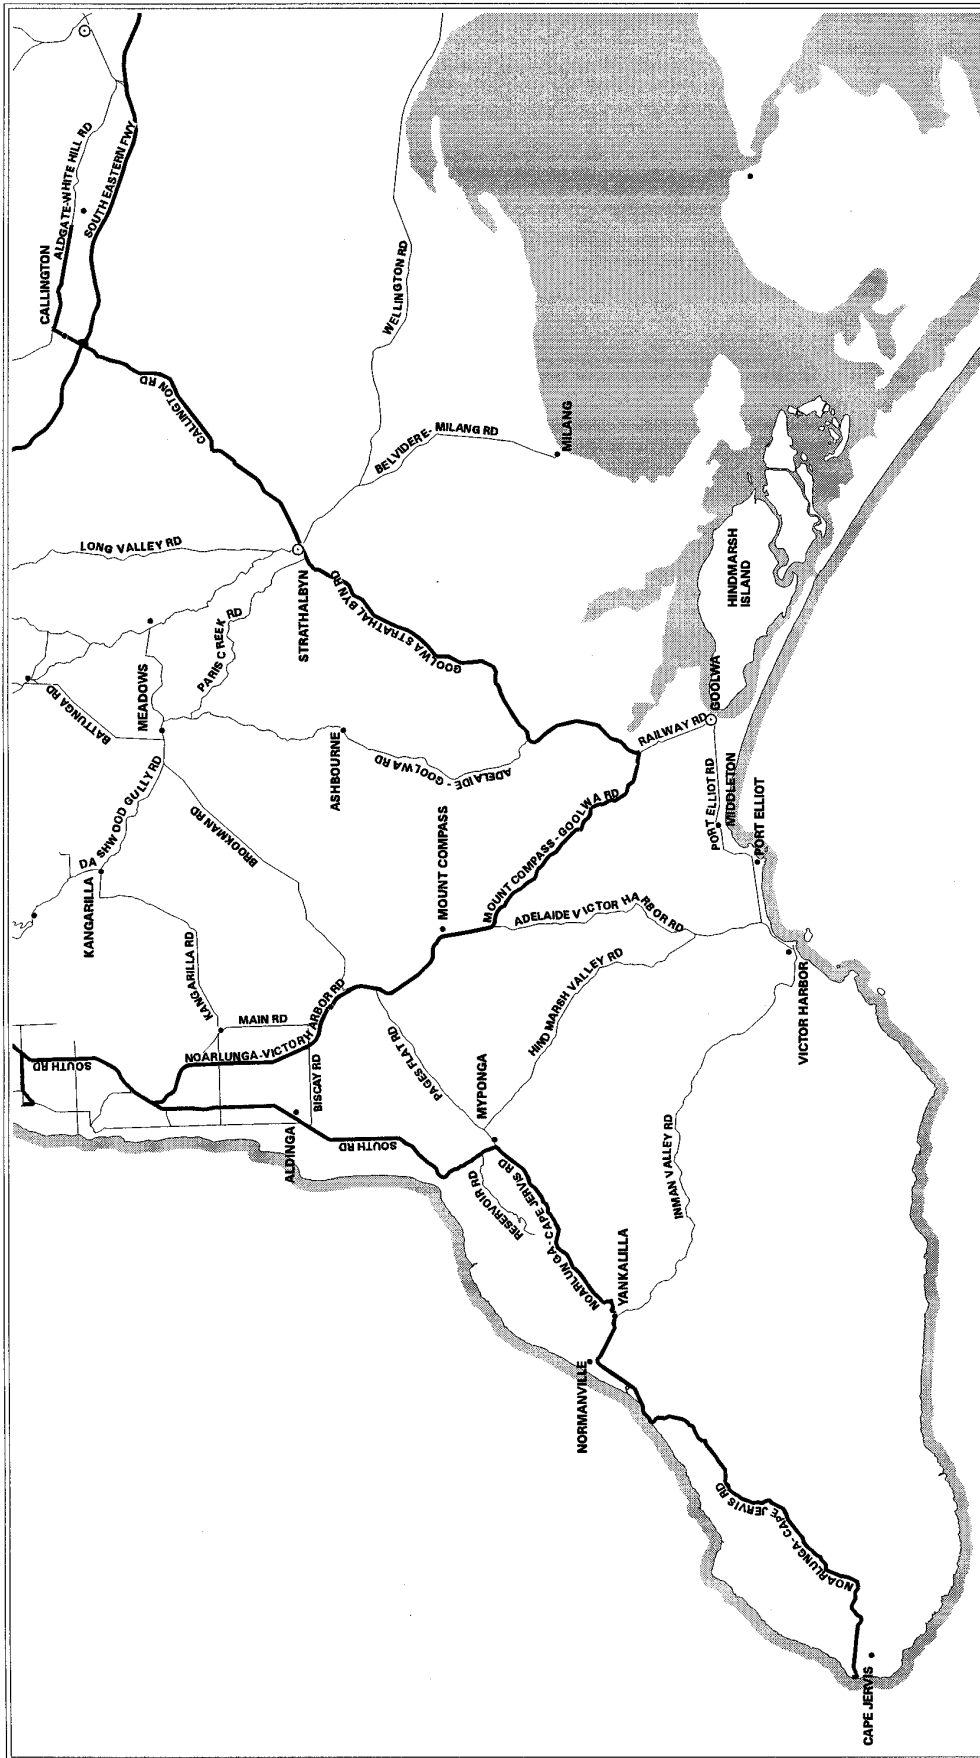 CALLINGTON
ALDGATE-WHITE HILL RD
SOUTH EASTERN FWY
CALLINGTON RD
WELLINGTON RD
BELVIDERE- MILANG RD
MILANG
LONG VALLEY RD
STRATHALBYN
GOOLWA STRATHALBYN RD
PARIS CREEK RD
MEADOWS
BATTUNGA RD
DASHWOOD GULLY RD
KANGARILLA
KANGARILLA RD
BROOKMAN RD
ASHBOURNE
ADELAIDE - GOOLWA RD
HINDMARSH
ISLAND
GOOLWA
RAILWAY RD
PORT ELLIOT RD
MIDDLETON
PORT ELLIOT
MOUNT COMPASS
MOUNT COMPASS - GOOLWA RD
ADELAIDE VICTOR HARBOR RD
HIND MARSH VALLEY RD
VICTOR HARBOR
MAIN RD
NOARLUNGA-VICTOR HARBOR RD
SOUTH RD
BISCAY RD
PAGES FLAT RD
MYPONGA
ALDINGA
SOUTH RD
RESERVOIR RD
NOARLUNGA - CAPE JERVIS RD
INMAN VALLEY RD
YANKALILLA
NORMANVILLE
NOARLUNGA - CAPE JERVIS RD
CAPE JERVIS